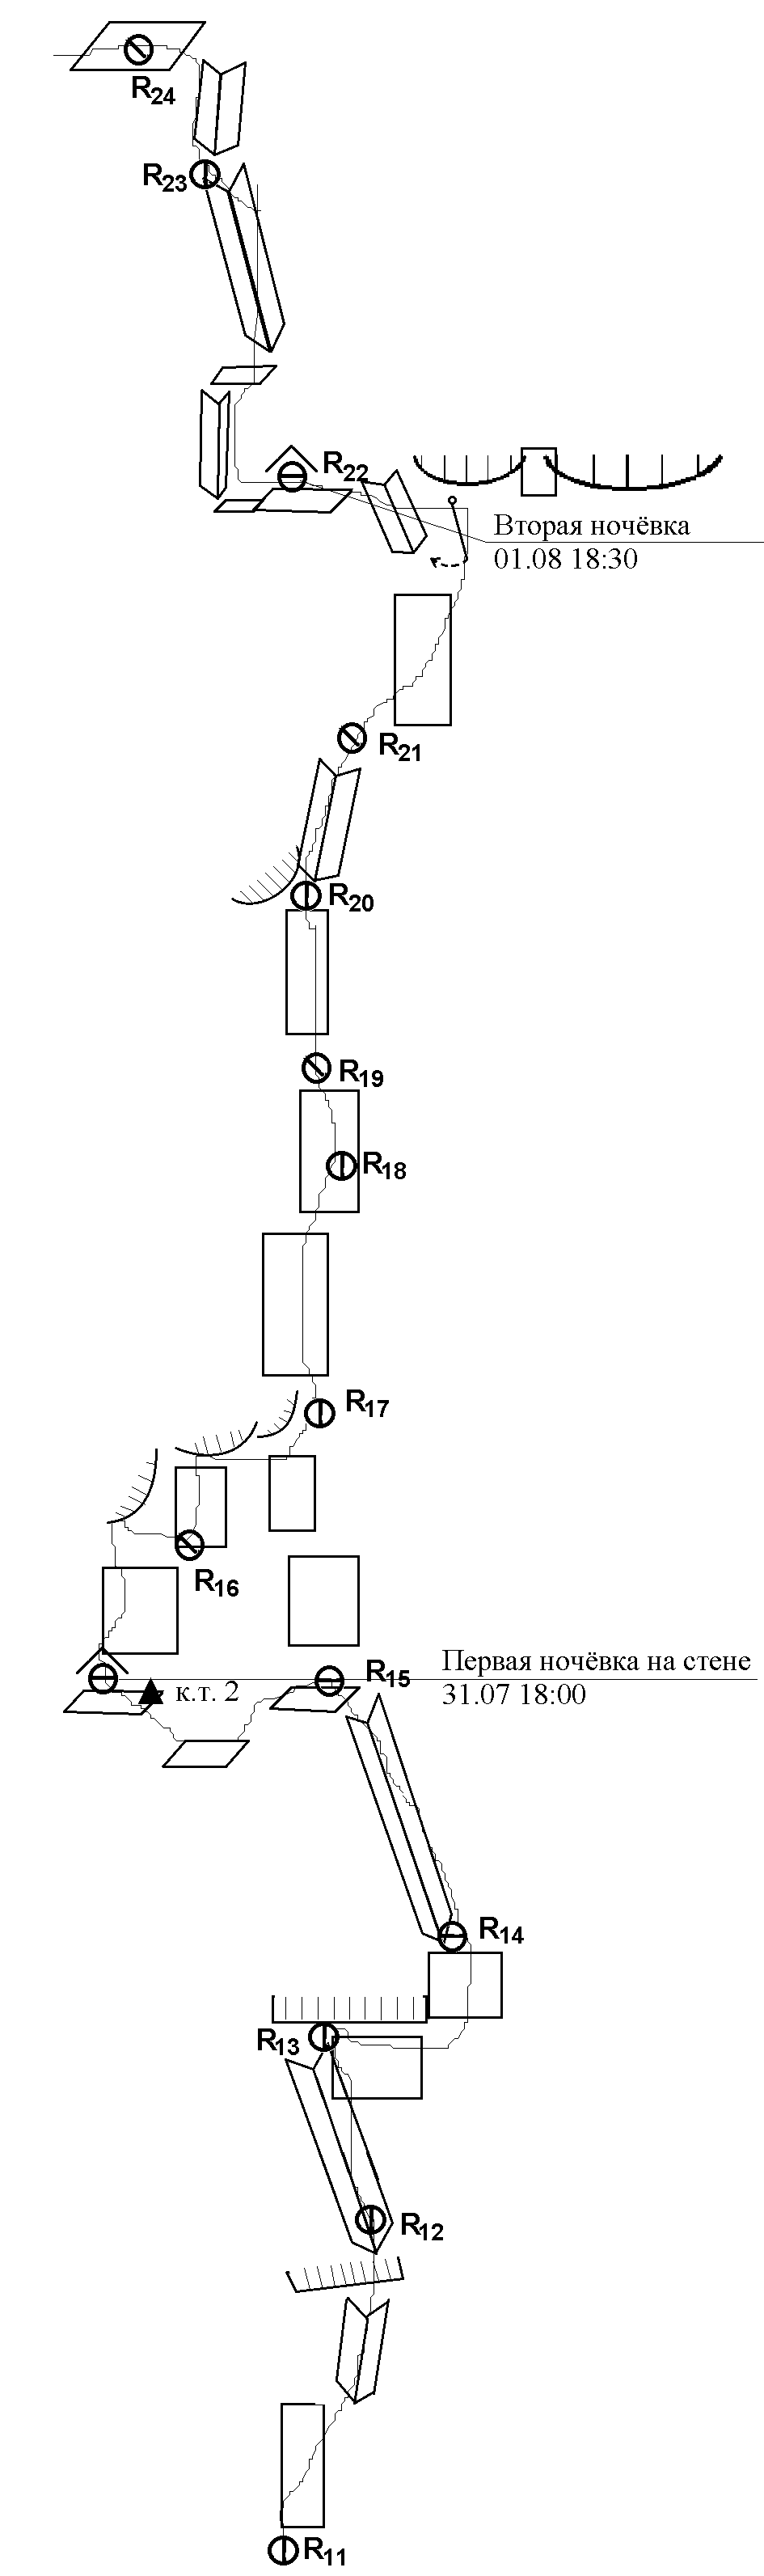 R24
R23
R22
Вторая ночёвка
01.08 18:30
R21
R20
R19
R18
R17
R16
R15
Первая ночёвка на стене
к.т. 2
31.07 18:00
R14
R13
R12
R11